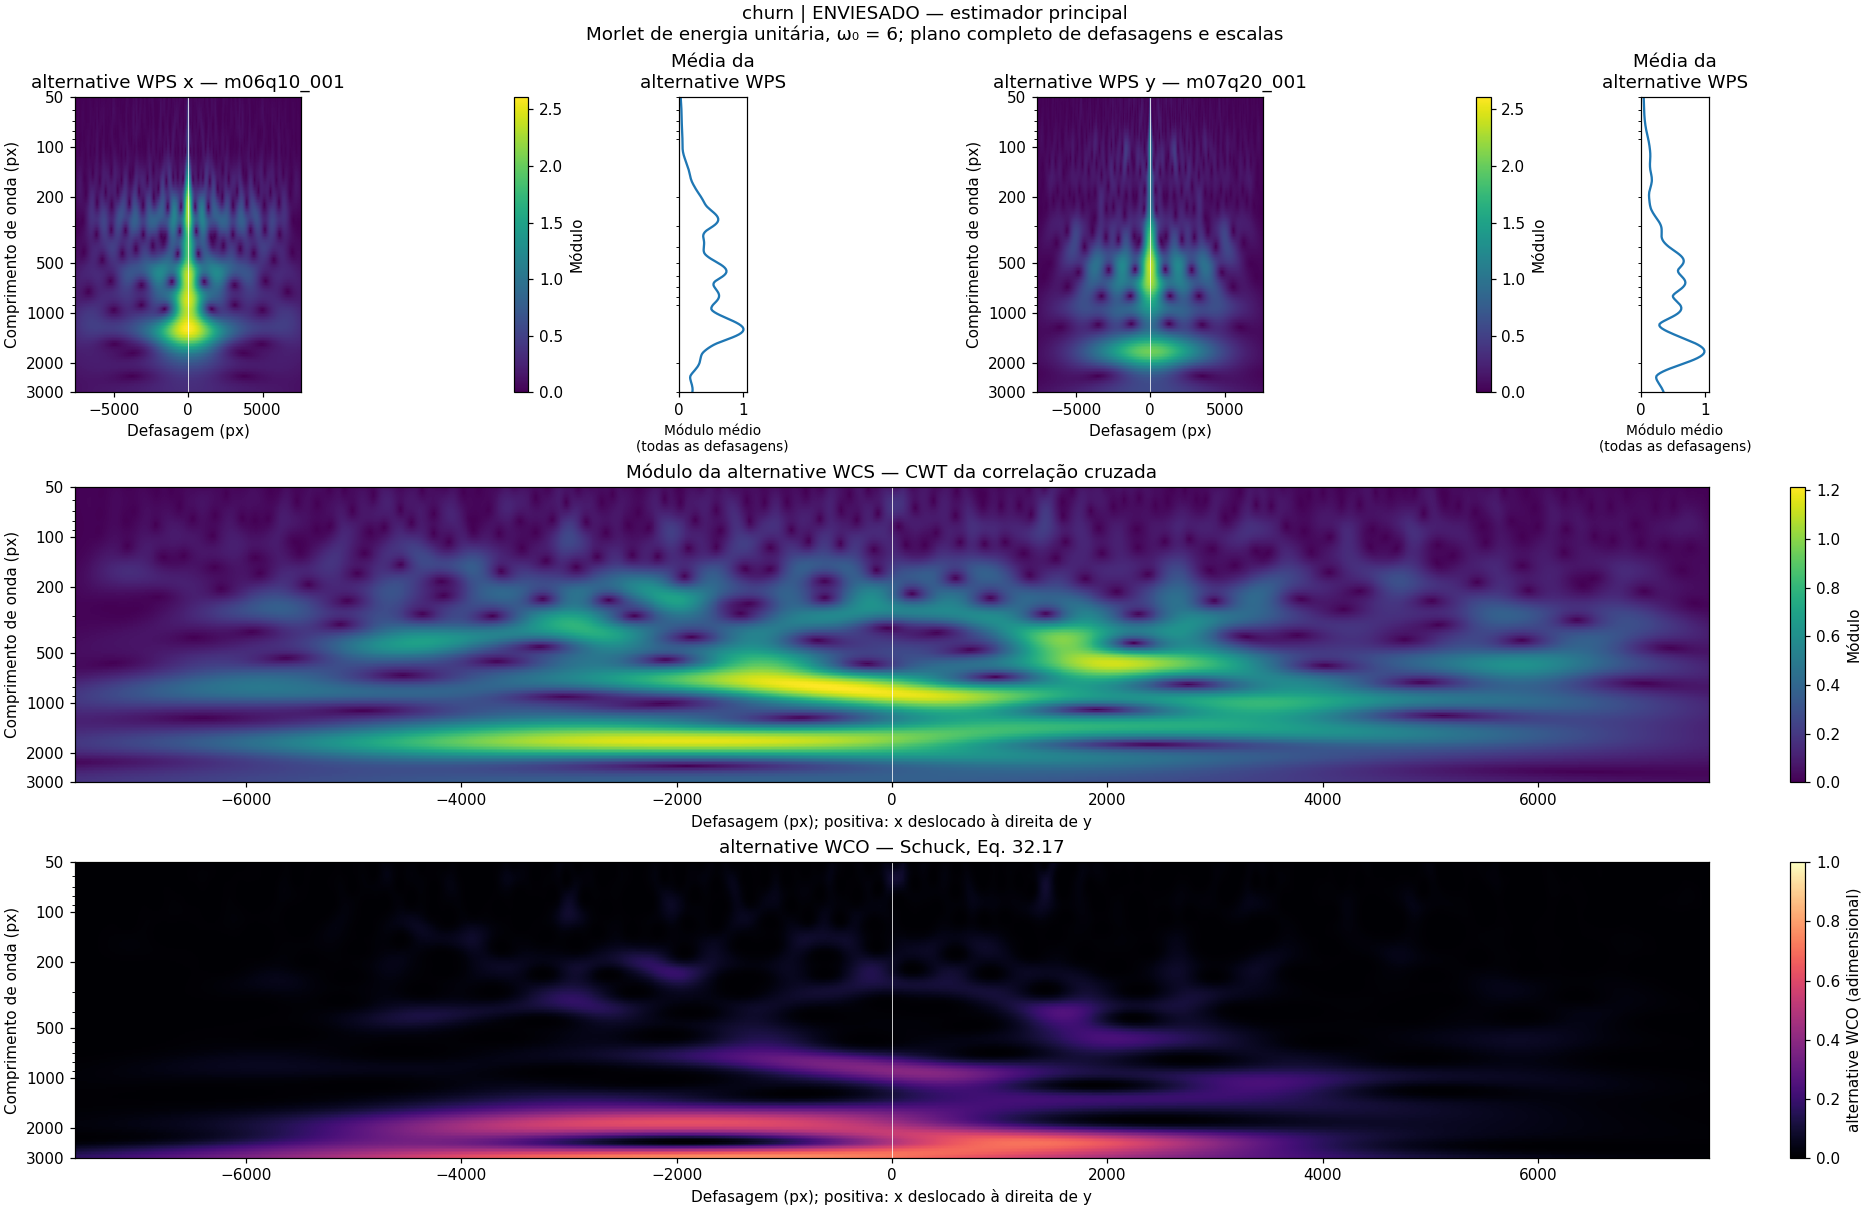 churn | ENVIESADO — estimador principal
Morlet de energia unitária, ω₀ = 6; plano completo de defasagens e escalas
alternative WPS x — m06q10_001
50
100
200
500
1000
2000
3000
Comprimento de onda (px)
−5000 0 5000
Defasagem (px)
2.5
2.0
1.5
1.0
0.5
0.0
Módulo
Média da
alternative WPS
0 1
Módulo médio
(todas as defasagens)
alternative WPS y — m07q20_001
50
100
200
500
1000
2000
3000
Comprimento de onda (px)
−5000 0 5000
Defasagem (px)
2.5
2.0
1.5
1.0
0.5
0.0
Módulo
Média da
alternative WPS
0 1
Módulo médio
(todas as defasagens)
Módulo da alternative WCS — CWT da correlação cruzada
50
100
200
500
1000
2000
3000
Comprimento de onda (px)
−6000 −4000 −2000 0 2000 4000 6000
Defasagem (px); positiva: x deslocado à direita de y
1.2
1.0
0.8
0.6
0.4
0.2
0.0
Módulo
alternative WCO — Schuck, Eq. 32.17
50
100
200
500
1000
2000
3000
Comprimento de onda (px)
−6000 −4000 −2000 0 2000 4000 6000
Defasagem (px); positiva: x deslocado à direita de y
1.0
0.8
0.6
0.4
0.2
0.0
alternative WCO (adimensional)